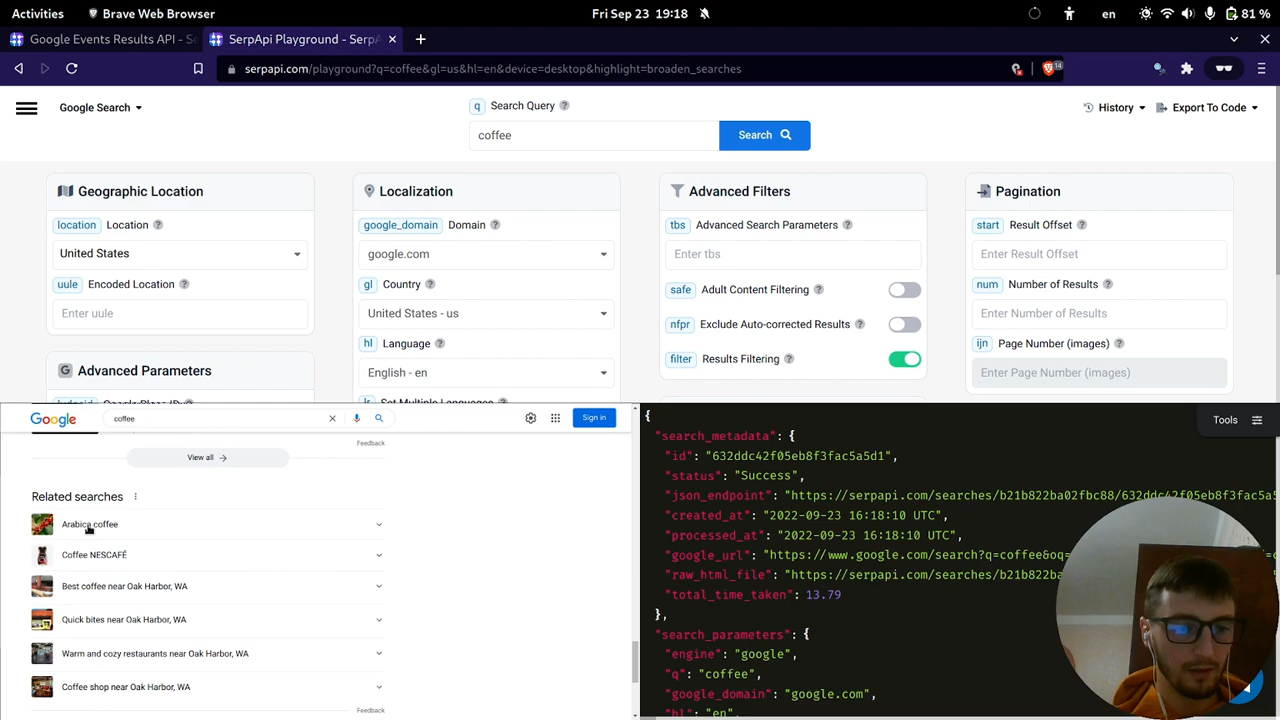 Activities
Brave Web Browser
Fri Sep 23 19:18
en
81 %
Google Events Results API - S
SerpApi Playground - SerpA
serpapi.com/playground?q=coffee&gl=us&hl=en&device=desktop&highlight=broaden_searches
14
Google Search
q Search Query
History
Export To Code
coffee
Search
Geographic Location
location Location
United States
uule Encoded Location
Enter uule
Advanced Parameters
Localization
google_domain Domain
google.com
gl Country
United States - us
hl Language
English - en
Set Multiple Languages
Advanced Filters
tbs Advanced Search Parameters
Enter tbs
safe Adult Content Filtering
nfpr Exclude Auto-corrected Results
filter Results Filtering
Pagination
start Result Offset
Enter Result Offset
num Number of Results
Enter Number of Results
ijn Page Number (images)
Enter Page Number (images)
Google
coffee
Sign in
Feedback
View all
Related searches
Arabica coffee
Coffee NESCAFÉ
Best coffee near Oak Harbor, WA
Quick bites near Oak Harbor, WA
Warm and cozy restaurants near Oak Harbor, WA
Coffee shop near Oak Harbor, WA
Feedback
Tools
{
"search_metadata": {
"id": "632ddc42f05eb8f3fac5a5d1",
"status": "Success",
"json_endpoint": "https://serpapi.com/searches/b21b822ba02fbc88/632ddc42f05eb8f3fac5a5
"created_at": "2022-09-23 16:18:10 UTC",
"processed_at": "2022-09-23 16:18:10 UTC",
"google_url": "https://www.google.com/search?q=coffee&oq=
"raw_html_file": "https://serpapi.com/searches/b21b822ba
"total_time_taken": 13.79
},
"search_parameters": {
"engine": "google",
"q": "coffee",
"google_domain": "google.com",
"hl": "en",